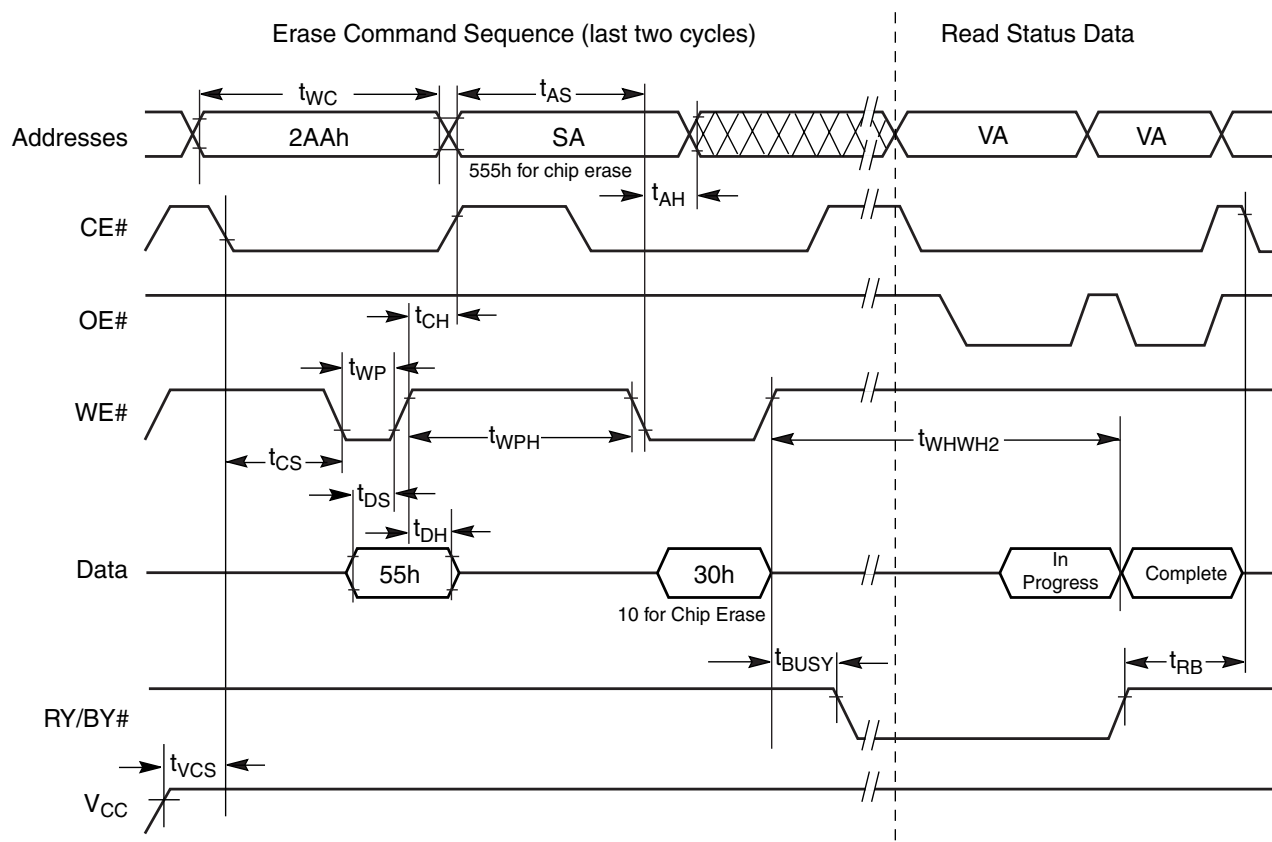 Erase Command Sequence (last two cycles)
Read Status Data
tWC
tAS
Addresses
2AAh
SA
VA
VA
555h for chip erase
tAH
CE#
OE#
tCH
tWP
WE#
tWPH
tWHWH2
tCS
tDS
tDH
Data
55h
30h
In
Progress
Complete
10 for Chip Erase
tBUSY
tRB
RY/BY#
tVCS
VCC